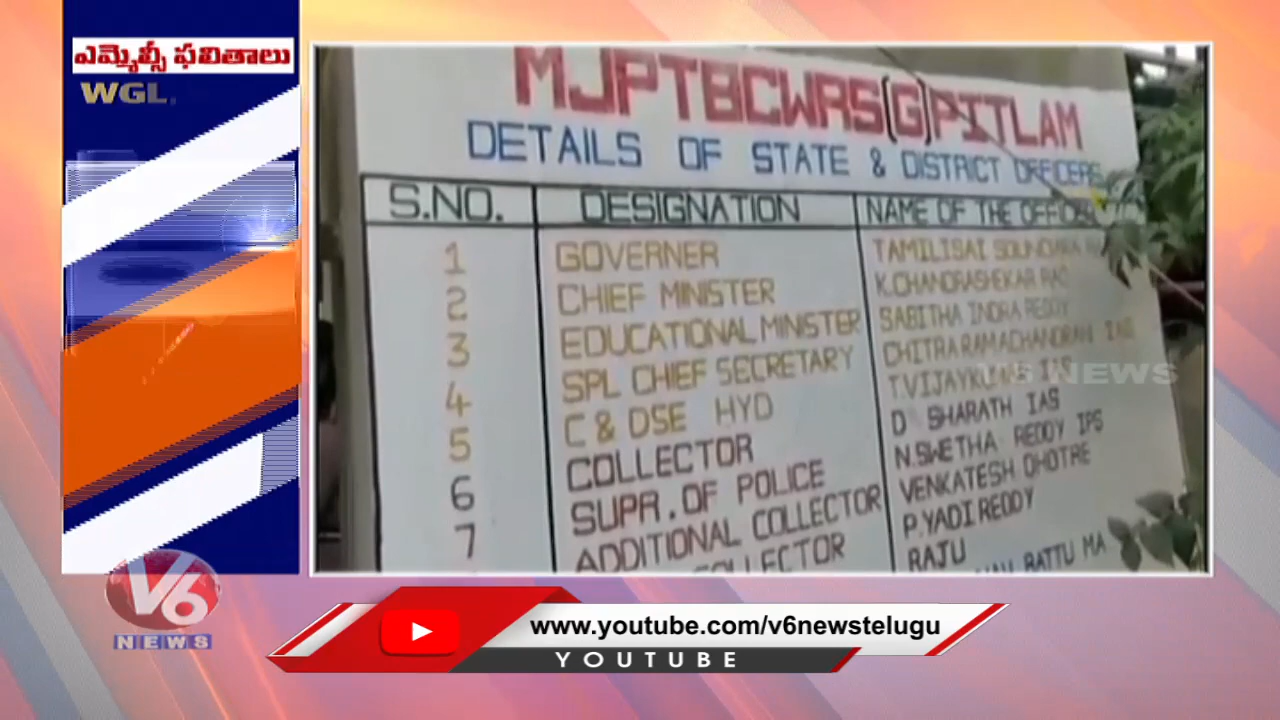 ఎమ్మెల్సీ ఫలితాలు
WGL
MJPTBCWRS(G)PITLAM
DETAILS OF STATE & DISTRICT OFFICERS
S.NO. DESIGNATION NAME OF THE
1 GOVERNER TAMILISAI
2 CHIEF MINISTER K.CHANDRASHEKAR RAO
3 EDUCATIONAL MINISTER SABITHA INDRA REDDY
4 SPL CHIEF SECRETARY CHITRA RAMACHANDRAN IAS
5 C & DSE HYD T.VIJAYKUMAR IAS
6 COLLECTOR D SHARATH IAS
7 SUPR. OF POLICE N.SWETHA REDDY IPS
ADDITIONAL COLLECTOR VENKATESH DHOTRE
COLLECTOR P.YADI REDDY
RAJU
BATTU MA
V6 NEWS
V6
NEWS
www.youtube.com/v6newstelugu
YOUTUBE